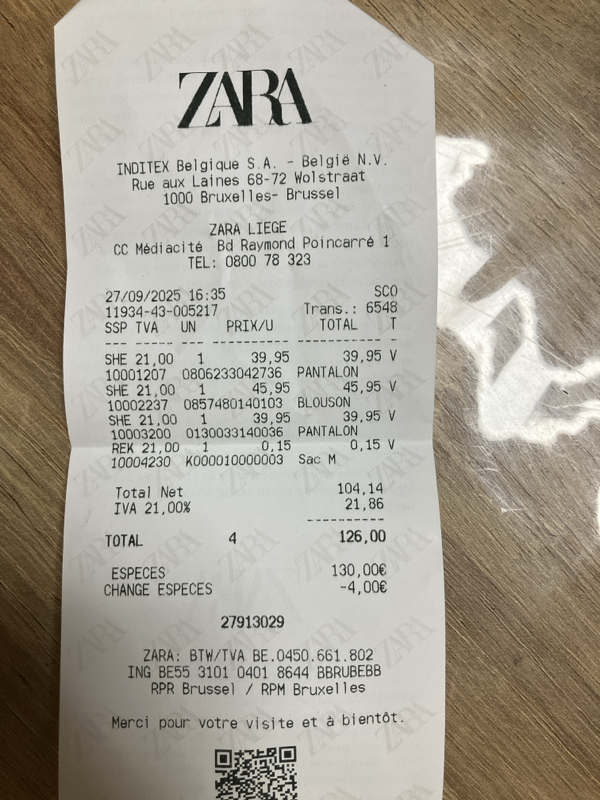 ZARA
INDITEX Belgique S.A. - België N.V.
Rue aux Laines 68-72 Wolstraat
1000 Bruxelles- Brussel
ZARA LIEGE
CC Médiacité Bd Raymond Poincarré 1
TEL: 0800 78 323
27/09/2025 16:35 SCO
11934-43-005217 Trans.: 6548
SSP TVA UN PRIX/U TOTAL T
--- ----- --- ---------- ----------- -
SHE 21,00 1 39,95 39,95 V
10001207 0806233042736 PANTALON
SHE 21,00 1 45,95 45,95 V
10002237 0857480140103 BLOUSON
SHE 21,00 1 39,95 39,95 V
10003200 0130033140036 PANTALON
REK 21,00 1 0,15 0,15 V
10004230 K000010000003 Sac M
Total Net 104,14
IVA 21,00% 21,86
----------
TOTAL 4 126,00
ESPECES 130,00€
CHANGE ESPECES -4,00€
27913029
ZARA: BTW/TVA BE.0450.661.802
ING BE55 3101 0401 8644 BBRUBEBB
RPR Brussel / RPM Bruxelles
Merci pour votre visite et à bientôt.